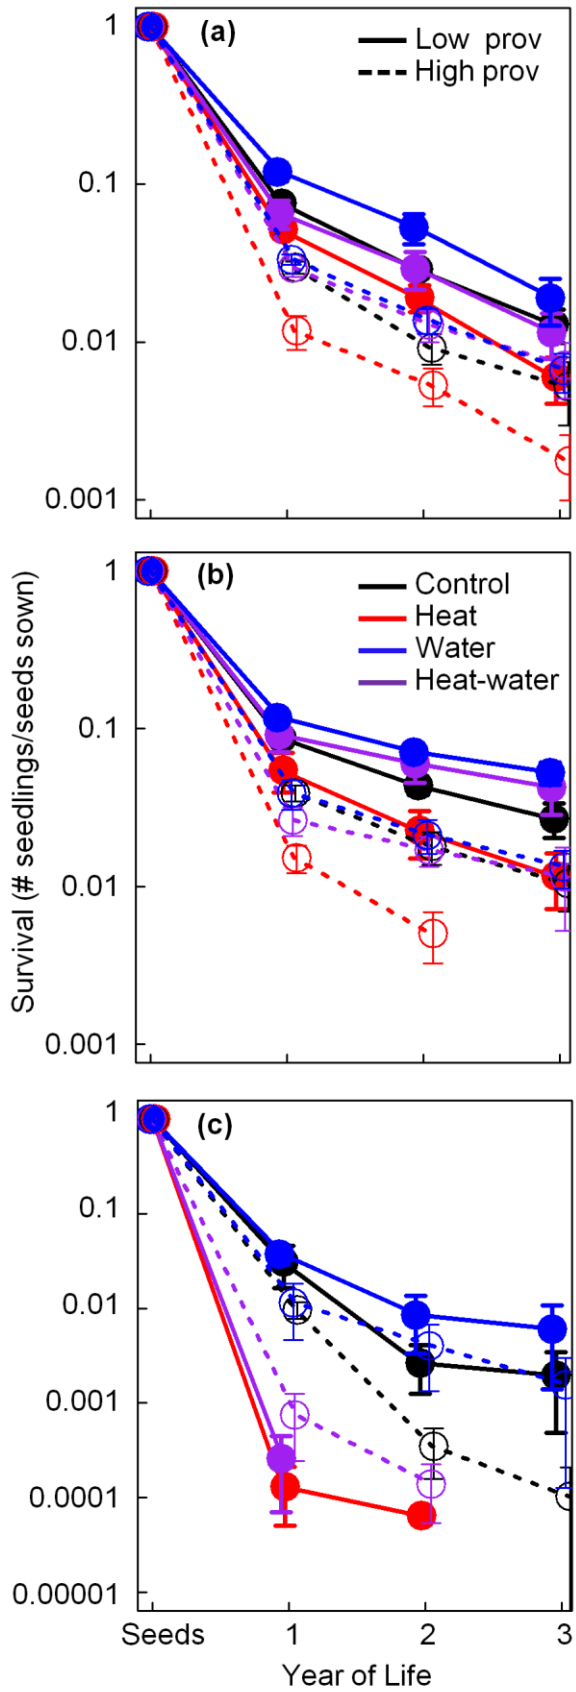 (a)
Low prov
High prov
1
0.1
0.01
0.001
(b)
Control
Heat
Water
Heat-water
1
0.1
0.01
0.001
Survival (# seedlings/seeds sown)
(c)
1
0.1
0.01
0.001
0.0001
0.00001
Seeds 1 2 3
Year of Life